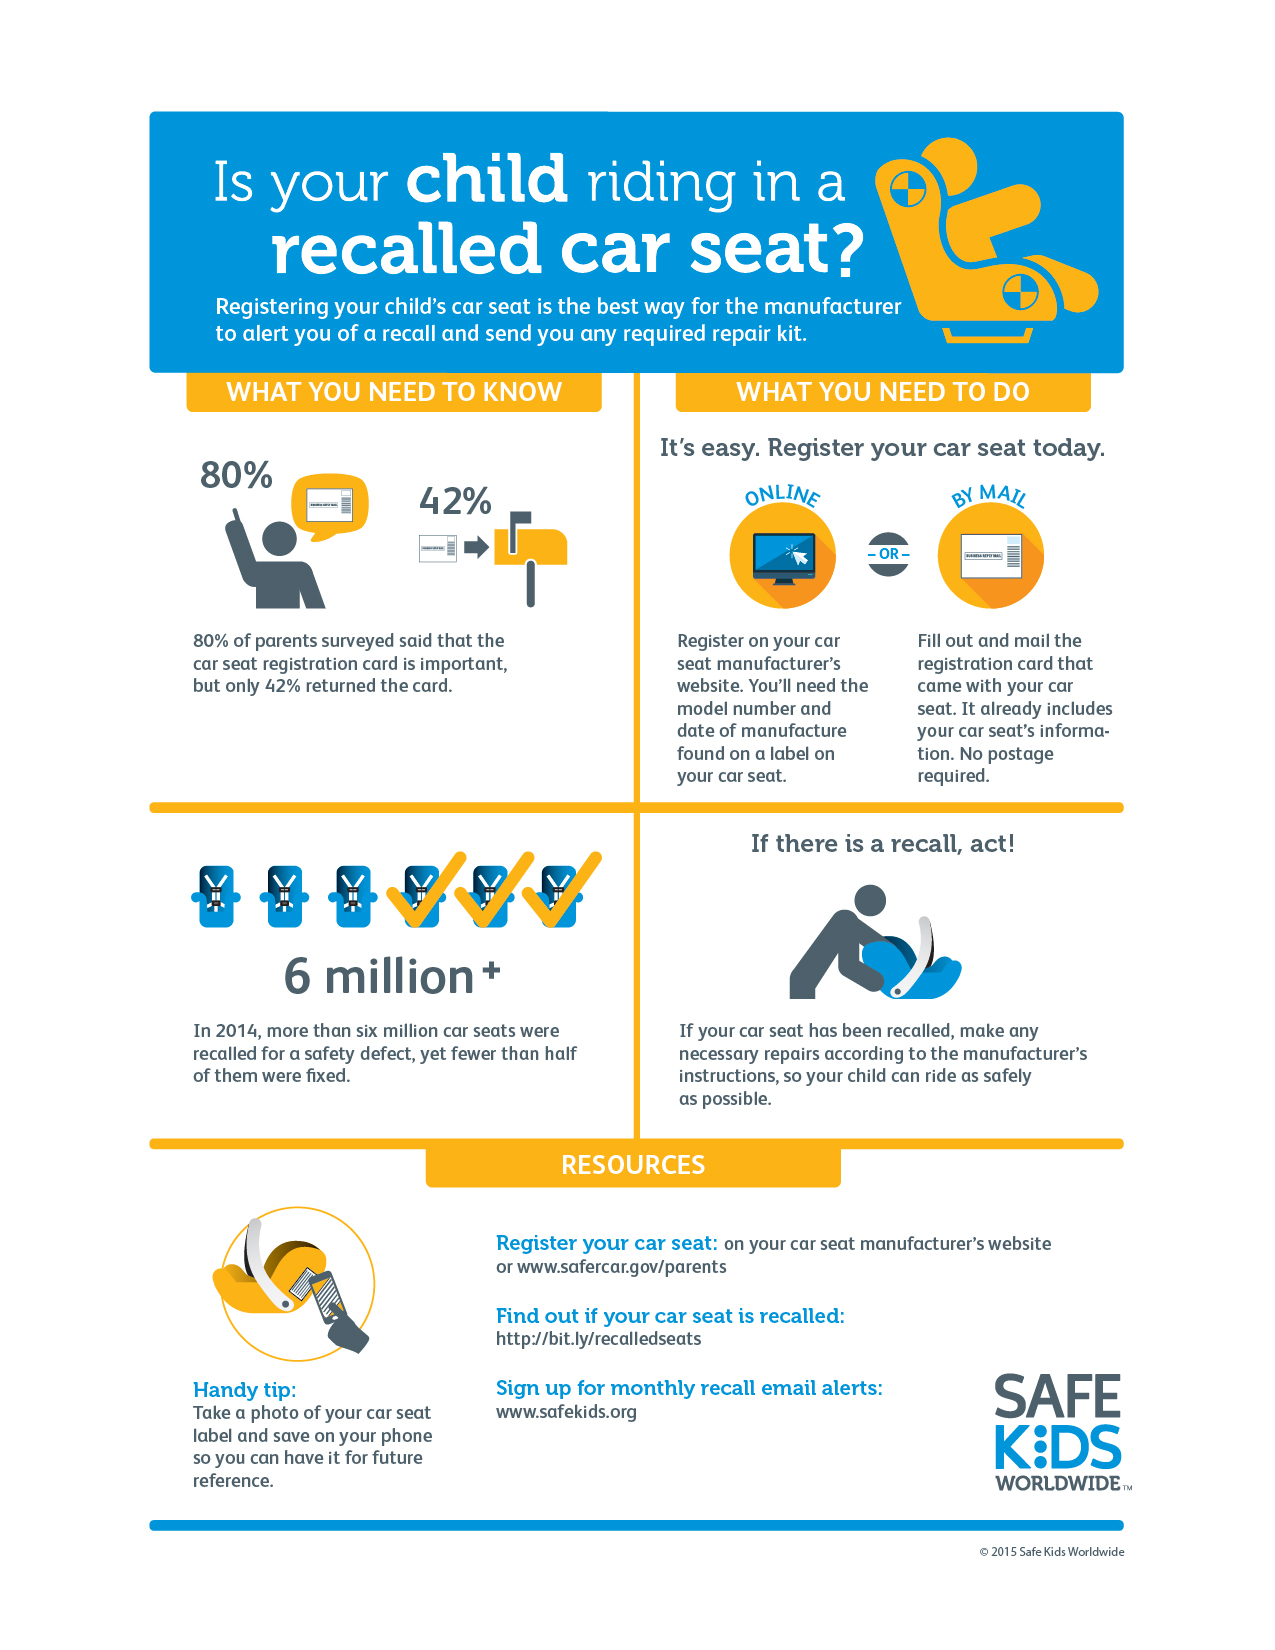 Is your child riding in a
recalled car seat?
Registering your child's car seat is the best way for the manufacturer
to alert you of a recall and send you any required repair kit.
WHAT YOU NEED TO KNOW
80%
BUSINESS REPLY MAIL
42%
80% of parents surveyed said that the
car seat registration card is important,
but only 42% returned the card.
WHAT YOU NEED TO DO
It's easy. Register your car seat today.
ONLINE
– OR –
BY MAIL
BUSINESS REPLY MAIL
Register on your car
seat manufacturer's
website. You'll need the
model number and
date of manufacture
found on a label on
your car seat.
Fill out and mail the
registration card that
came with your car
seat. It already includes
your car seat's informa-
tion. No postage
required.
6 million+
In 2014, more than six million car seats were
recalled for a safety defect, yet fewer than half
of them were fixed.
If there is a recall, act!
If your car seat has been recalled, make any
necessary repairs according to the manufacturer's
instructions, so your child can ride as safely
as possible.
RESOURCES
Handy tip:
Take a photo of your car seat
label and save on your phone
so you can have it for future
reference.
Register your car seat: on your car seat manufacturer's website
or www.safercar.gov/parents
Find out if your car seat is recalled:
http://bit.ly/recalledseats
Sign up for monthly recall email alerts:
www.safekids.org
SAFE
KIDS
WORLDWIDE™
© 2015 Safe Kids Worldwide